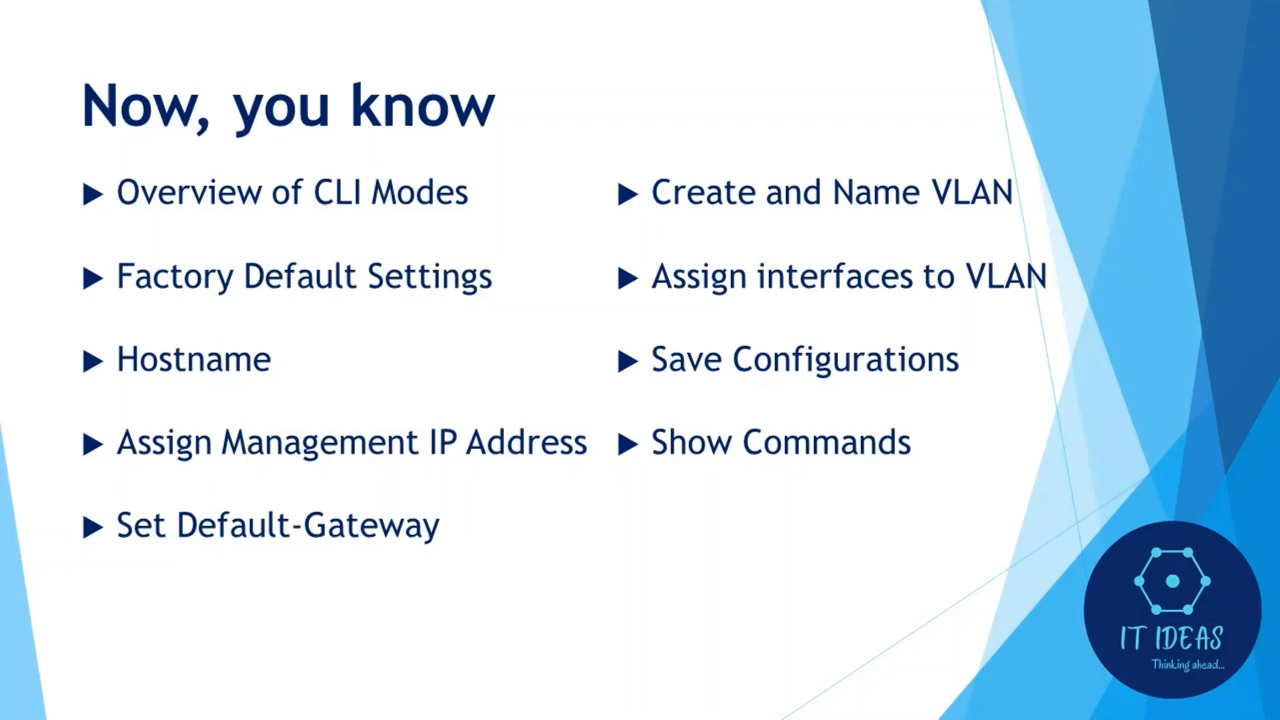 Now, you know
Overview of CLI Modes
Factory Default Settings
Hostname
Assign Management IP Address
Set Default-Gateway
Create and Name VLAN
Assign interfaces to VLAN
Save Configurations
Show Commands
IT IDEAS
Thinking ahead...